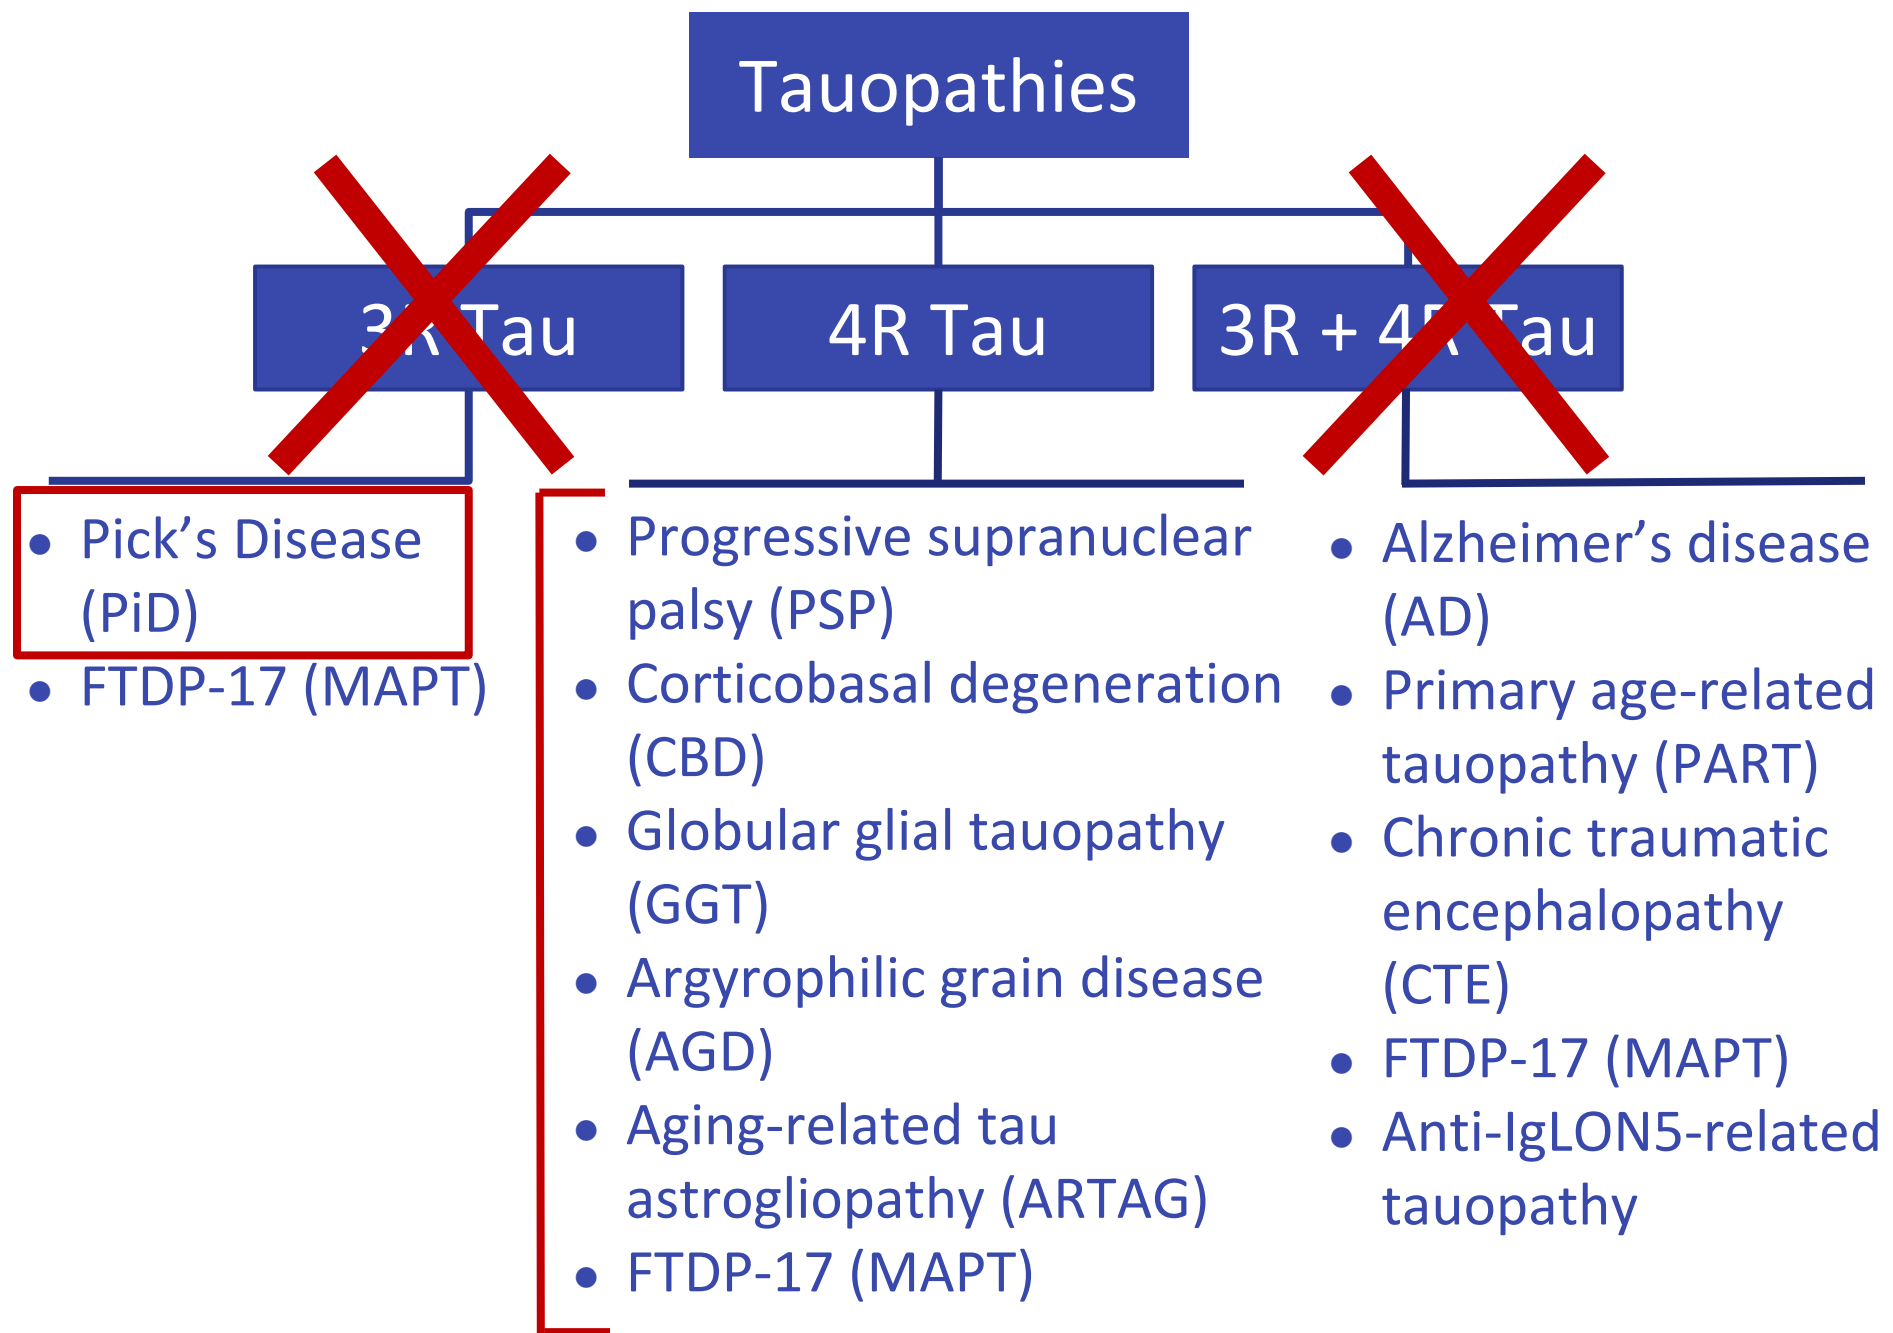 Tauopathies
3R Tau
4R Tau
3R + 4R Tau
• Pick’s Disease
(PiD)
• FTDP-17 (MAPT)
• Progressive supranuclear
palsy (PSP)
• Corticobasal degeneration
(CBD)
• Globular glial tauopathy
(GGT)
• Argyrophilic grain disease
(AGD)
• Aging-related tau
astrogliopathy (ARTAG)
• FTDP-17 (MAPT)
• Alzheimer’s disease
(AD)
• Primary age-related
tauopathy (PART)
• Chronic traumatic
encephalopathy
(CTE)
• FTDP-17 (MAPT)
• Anti-IgLON5-related
tauopathy